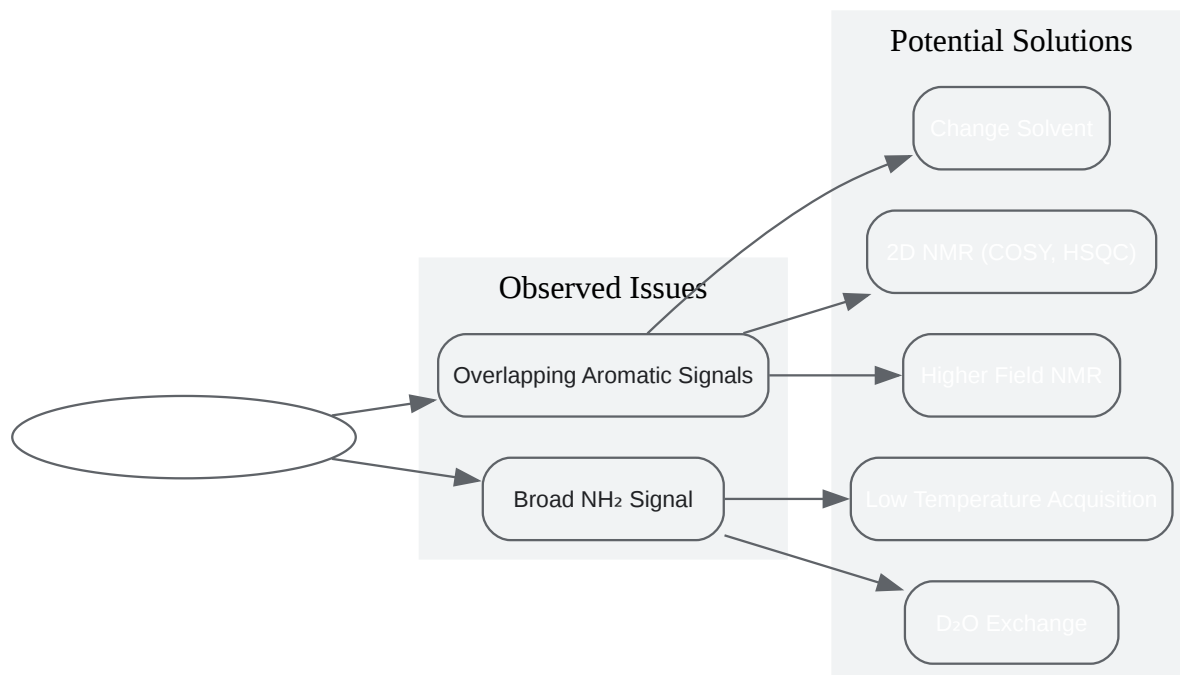 Potential Solutions
Change Solvent
2D NMR (COSY, HSQC)
Observed Issues
Overlapping Aromatic Signals
Higher Field NMR
Broad NH₂ Signal
Low Temperature Acquisition
D₂O Exchange